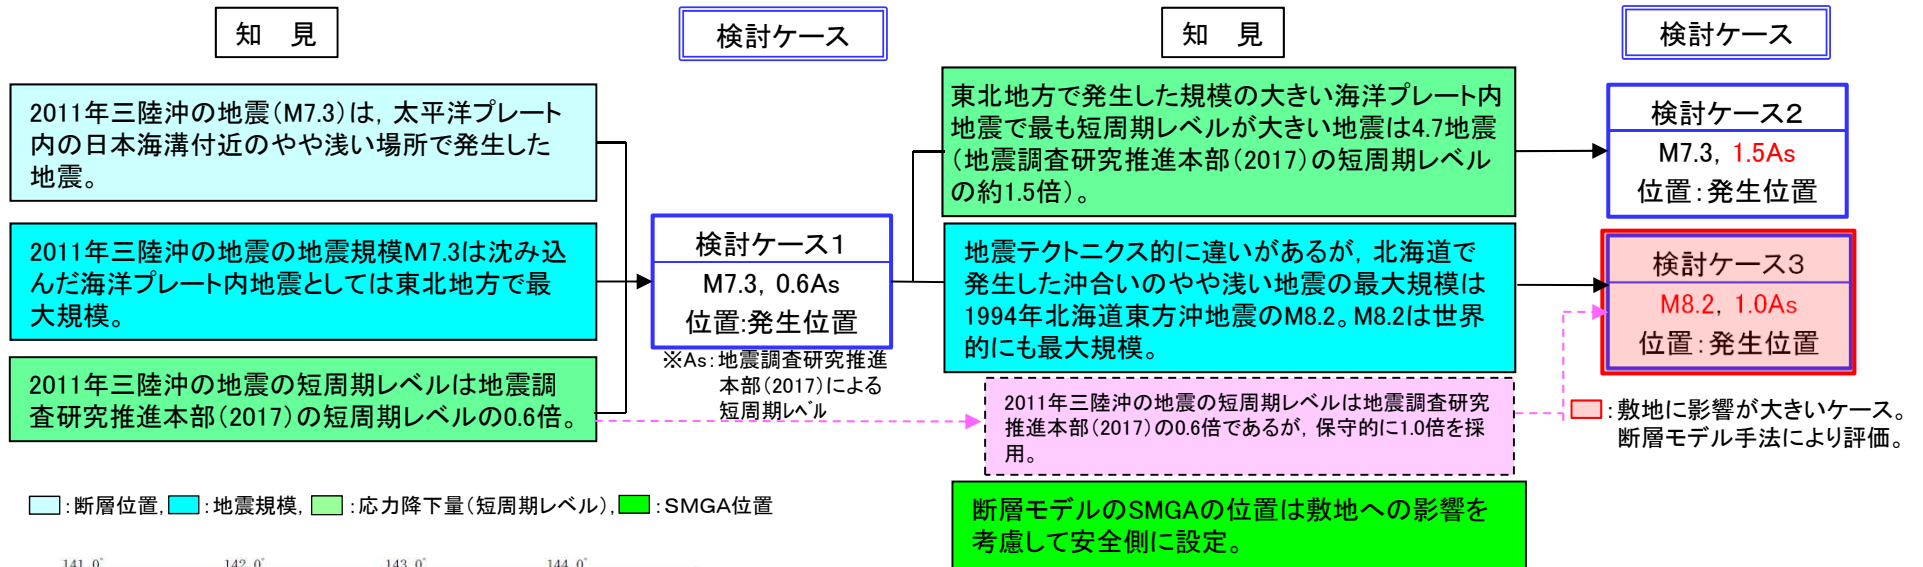 知　見
検討ケース
知　見
検討ケース
2011年三陸沖の地震(M7.3)は，太平洋プレート
内の日本海溝付近のやや浅い場所で発生した
地震。
2011年三陸沖の地震の地震規模M7.3は沈み込
んだ海洋プレート内地震としては東北地方で最
大規模。
2011年三陸沖の地震の短周期レベルは地震調
査研究推進本部(2017)の短周期レベルの0.6倍。
検討ケース1
M7.3，0.6As
位置:発生位置
※As：地震調査研究推進
本部(2017)による
短周期レベル
東北地方で発生した規模の大きい海洋プレート内
地震で最も短周期レベルが大きい地震は4.7地震
(地震調査研究推進本部(2017)の短周期レベル
の約1.5倍)。
地震テクトニクス的に違いがあるが，北海道で
発生した沖合いのやや浅い地震の最大規模は
1994年北海道東方沖地震のM8.2。M8.2は世界
的にも最大規模。
2011年三陸沖の地震の短周期レベルは地震調査研究
推進本部(2017)の0.6倍であるが，保守的に1.0倍を採
用。
断層モデルのSMGAの位置は敷地への影響を
考慮して安全側に設定。
検討ケース2
M7.3，1.5As
位置：発生位置
検討ケース3
M8.2，1.0As
位置：発生位置
：敷地に影響が大きいケース。
断層モデル手法により評価。
：断層位置，：地震規模，：応力降下量(短周期レベル)，：SMGA位置
141.0° 142.0° 143.0° 144.0°